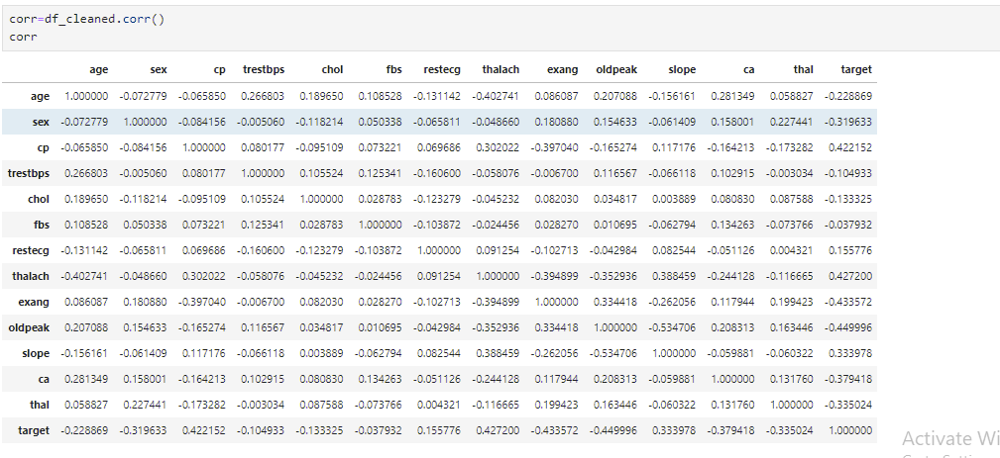 corr=df_cleaned.corr()
corr
age sex cp trestbps chol fbs restecg thalach exang oldpeak slope ca thal target
age 1.000000 -0.072779 -0.065850 0.266803 0.189650 0.108528 -0.131142 -0.402741 0.086087 0.207088 -0.156161 0.281349 0.058827 -0.228869
sex -0.072779 1.000000 -0.084156 -0.005060 -0.118214 0.050338 -0.065811 -0.048660 0.180880 0.154633 -0.061409 0.158001 0.227441 -0.319633
cp -0.065850 -0.084156 1.000000 0.080177 -0.095109 0.073221 0.069686 0.302022 -0.397040 -0.165274 0.117176 -0.164213 -0.173282 0.422152
trestbps 0.266803 -0.005060 0.080177 1.000000 0.105524 0.125341 -0.160600 -0.058076 -0.006700 0.116567 -0.066118 0.102915 -0.003034 -0.104933
chol 0.189650 -0.118214 -0.095109 0.105524 1.000000 0.028783 -0.123279 -0.045232 0.082030 0.034817 0.003889 0.080830 0.087588 -0.133325
fbs 0.108528 0.050338 0.073221 0.125341 0.028783 1.000000 -0.103872 -0.024456 0.028270 0.010695 -0.062794 0.134263 -0.073766 -0.037932
restecg -0.131142 -0.065811 0.069686 -0.160600 -0.123279 -0.103872 1.000000 0.091254 -0.102713 -0.042984 0.082544 -0.051126 0.004321 0.155776
thalach -0.402741 -0.048660 0.302022 -0.058076 -0.045232 -0.024456 0.091254 1.000000 -0.394899 -0.352936 0.388459 -0.244128 -0.116665 0.427200
exang 0.086087 0.180880 -0.397040 -0.006700 0.082030 0.028270 -0.102713 -0.394899 1.000000 0.334418 -0.262056 0.117944 0.199423 -0.433572
oldpeak 0.207088 0.154633 -0.165274 0.116567 0.034817 0.010695 -0.042984 -0.352936 0.334418 1.000000 -0.534706 0.208313 0.163446 -0.449996
slope -0.156161 -0.061409 0.117176 -0.066118 0.003889 -0.062794 0.082544 0.388459 -0.262056 -0.534706 1.000000 -0.059881 -0.060322 0.333978
ca 0.281349 0.158001 -0.164213 0.102915 0.080830 0.134263 -0.051126 -0.244128 0.117944 0.208313 -0.059881 1.000000 0.131760 -0.379418
thal 0.058827 0.227441 -0.173282 -0.003034 0.087588 -0.073766 0.004321 -0.116665 0.199423 0.163446 -0.060322 0.131760 1.000000 -0.335024
target -0.228869 -0.319633 0.422152 -0.104933 -0.133325 -0.037932 0.155776 0.427200 -0.433572 -0.449996 0.333978 -0.379418 -0.335024 1.000000
Activate Wi